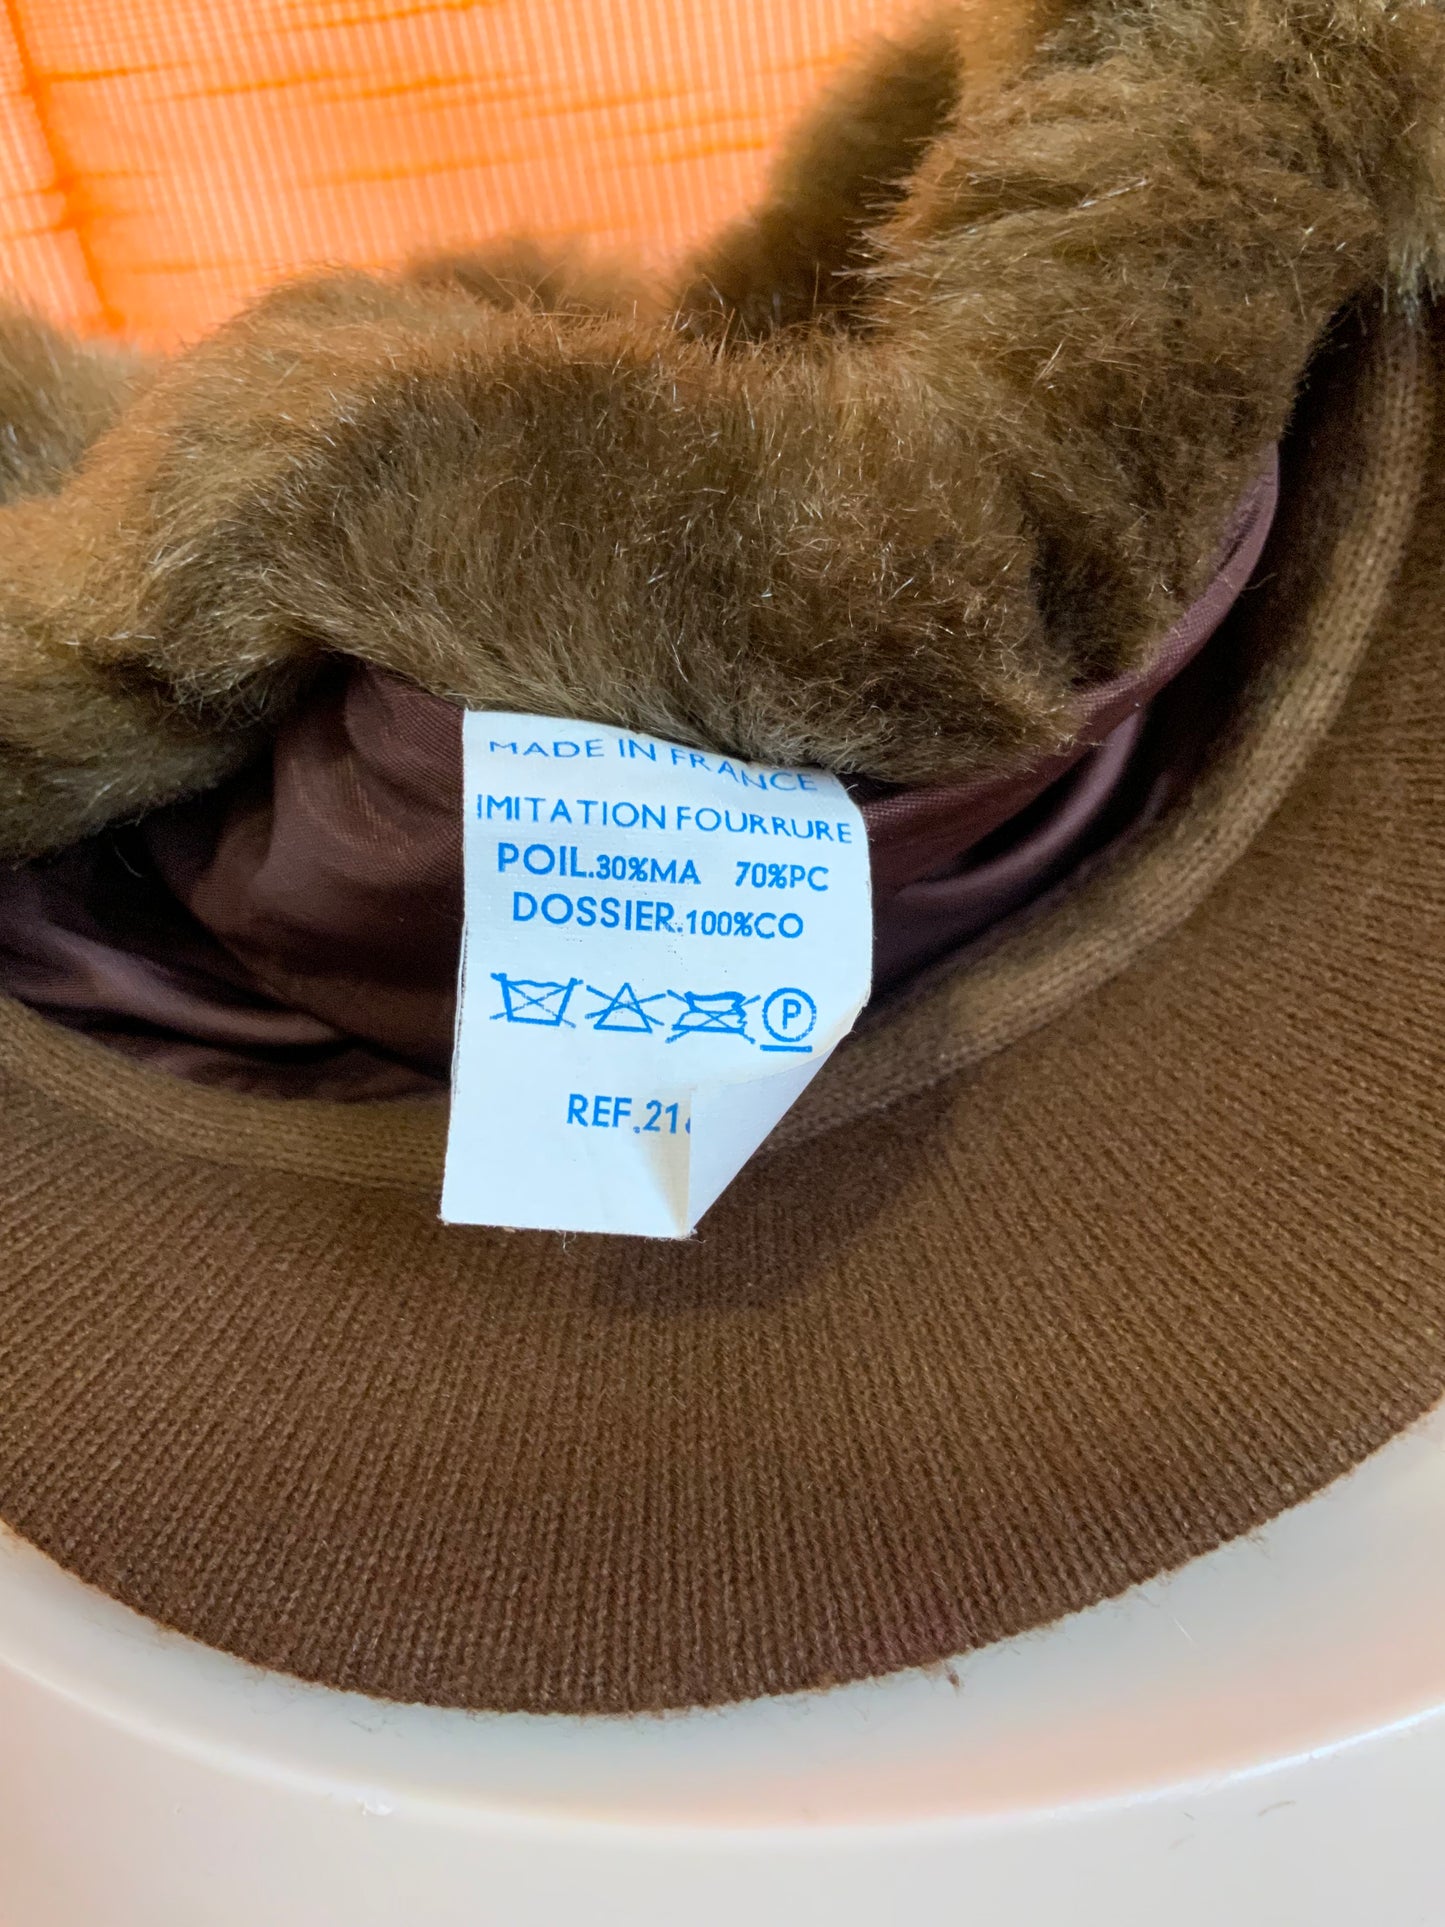 MADE IN FRANCE
IMITATION FOURRURE
POIL.30%MA 70%PC
DOSSIER.100%CO
P
REF.21